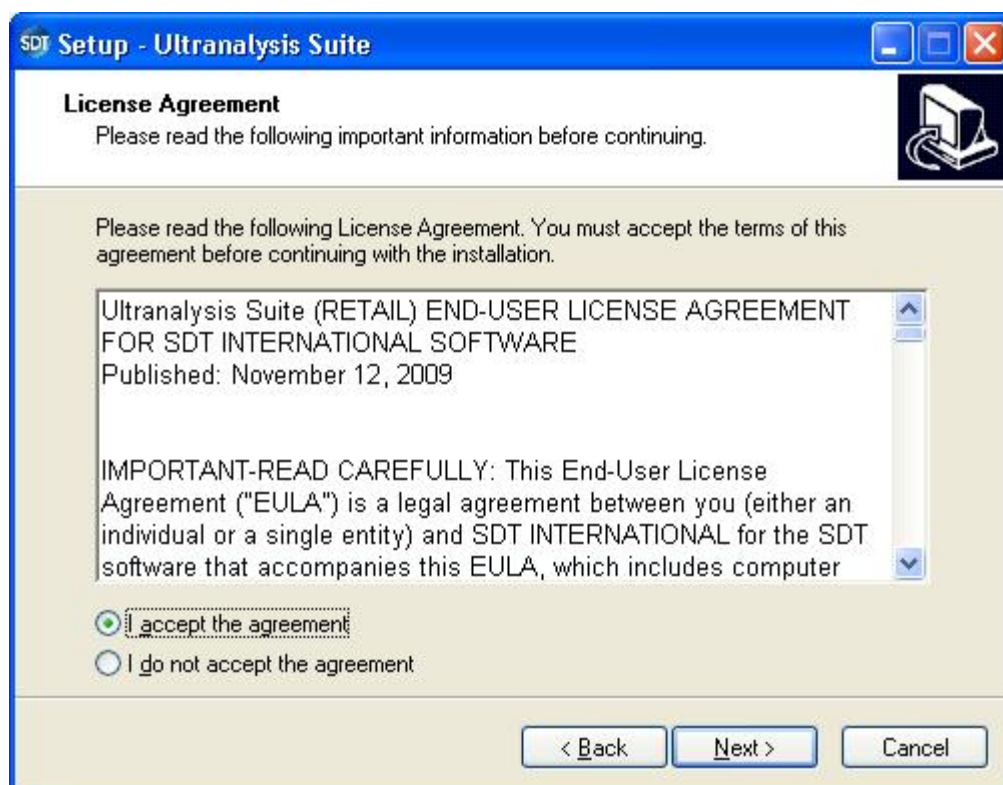 SDT Setup - Ultranalysis Suite
License Agreement
Please read the following important information before continuing.
Please read the following License Agreement. You must accept the terms of this
agreement before continuing with the installation.
Ultranalysis Suite (RETAIL) END-USER LICENSE AGREEMENT
FOR SDT INTERNATIONAL SOFTWARE
Published: November 12, 2009
IMPORTANT-READ CAREFULLY: This End-User License
Agreement ("EULA") is a legal agreement between you (either an
individual or a single entity) and SDT INTERNATIONAL for the SDT
software that accompanies this EULA, which includes computer
I accept the agreement
I do not accept the agreement
< Back Next > Cancel